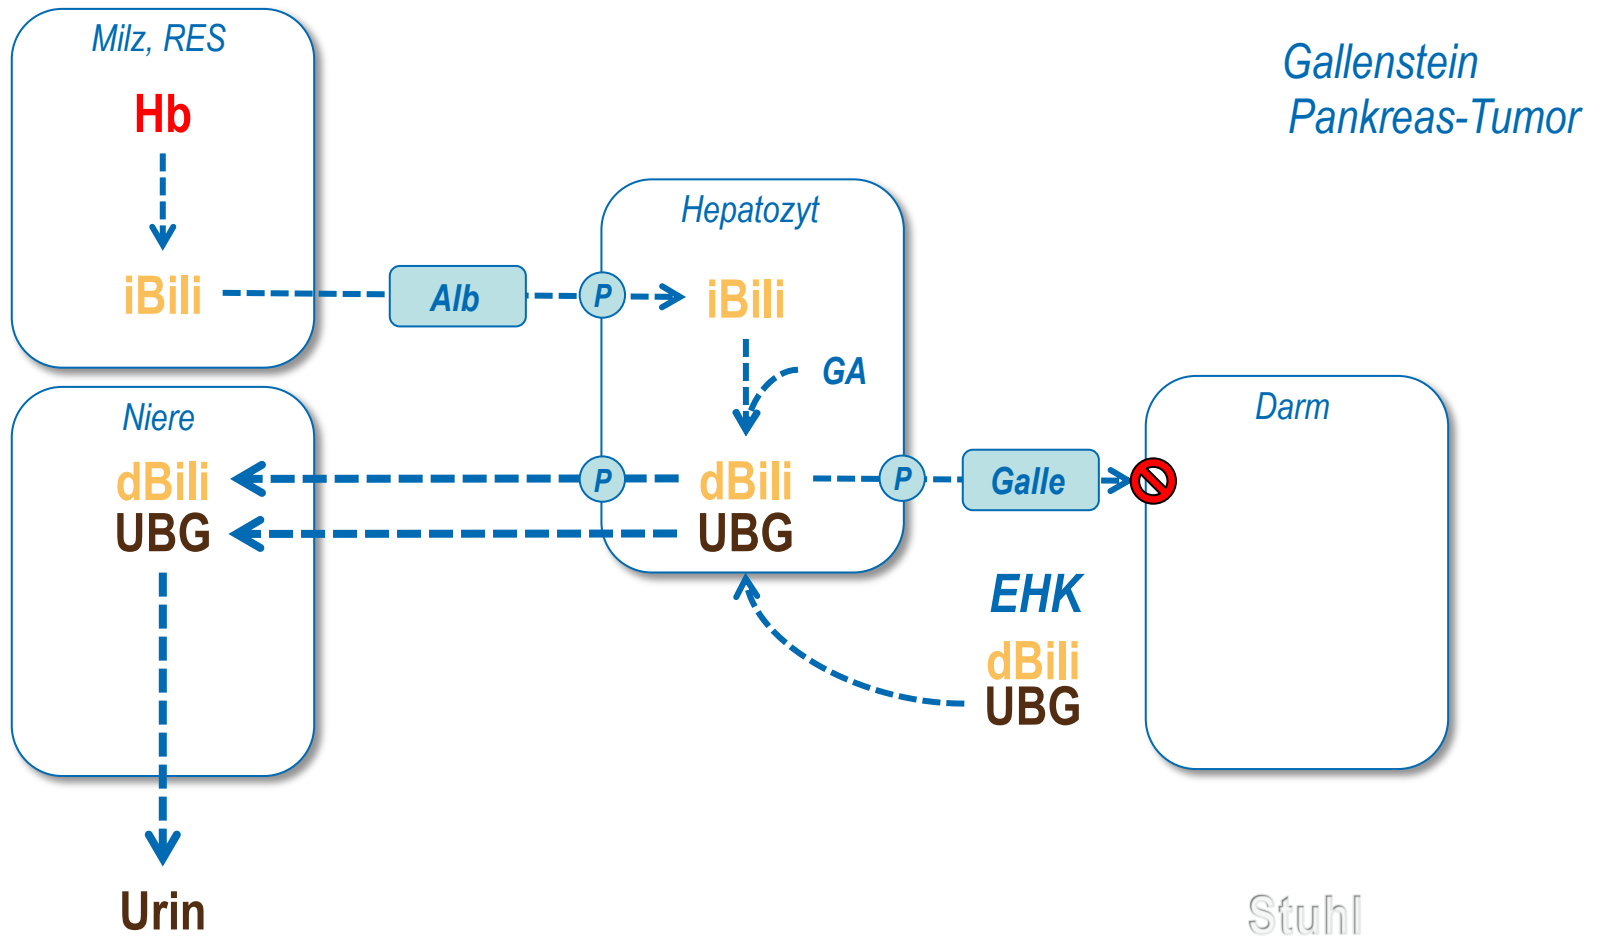 Milz, RES
Hb
iBili
Alb
P
Hepatozyt
iBili
GA
dBili
UBG
P
P
Galle
Niere
dBili
UBG
Urin
EHK
dBili
UBG
Gallenstein
Pankreas-Tumor
Darm
Stuhl